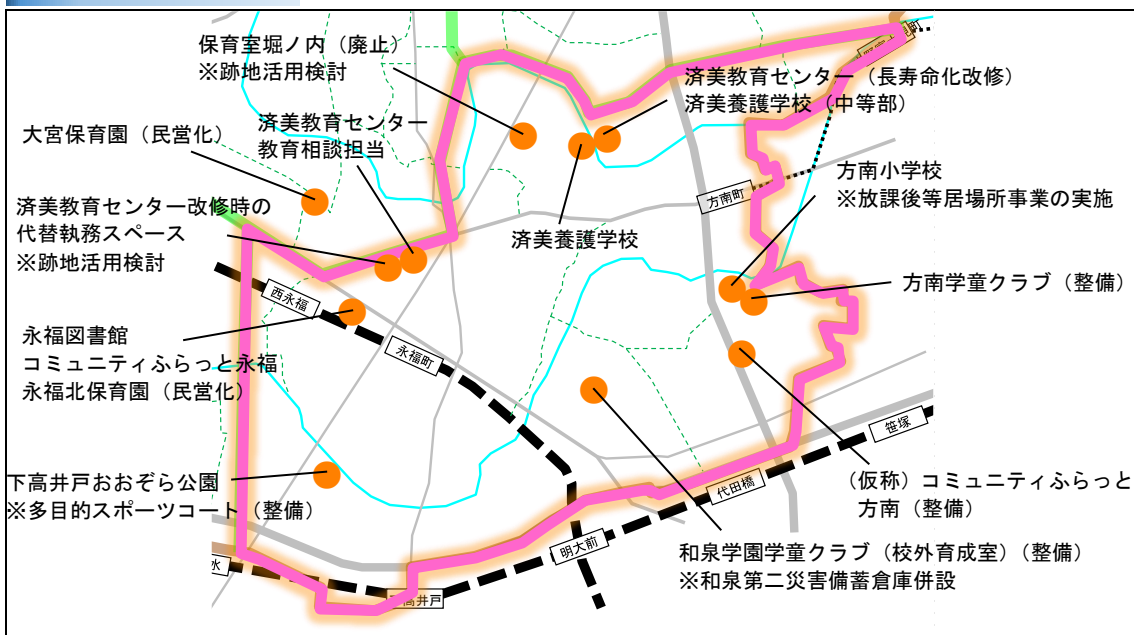 保育室堀ノ内（廃止）
※跡地活用検討
済美教育センター（長寿命化改修）
済美養護学校（中等部）
大宮保育園（民営化）
済美教育センター
教育相談担当
方南小学校
※放課後等居場所事業の実施
方南町
済美教育センター改修時の
代替執務スペース
※跡地活用検討
済美養護学校
方南学童クラブ（整備）
西永福
永福図書館
コミュニティふらっと永福
永福北保育園（民営化）
永福町
笹塚
下高井戸おおぞら公園
※多目的スポーツコート（整備）
代田橋
（仮称）コミュニティふらっと
方南（整備）
明大前
和泉学園学童クラブ（校外育成室）（整備）
※和泉第二災害備蓄倉庫併設
水
高井戸